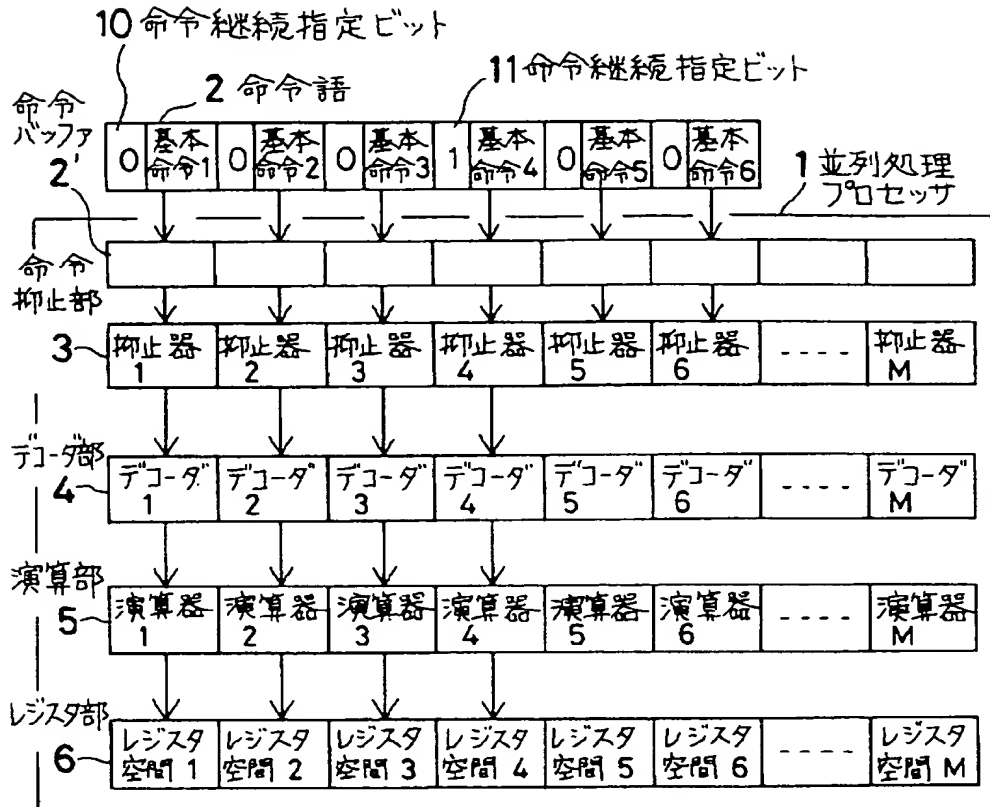 10 命令継続指定ビット
2 命令語
11 命令継続指定ビット
命令
バッファ
2'
0 基本命令1 0 基本命令2 0 基本命令3 1 基本命令4 0 基本命令5 0 基本命令6
1 並列処理
プロセッサ
命令
抑止部
3
抑止器 抑止器 抑止器 抑止器 抑止器 抑止器 ---- 抑止器
1 2 3 4 5 6 M
デコーダ部
4
デコーダ デコーダ デコーダ デコーダ デコーダ デコーダ ---- デコーダ
1 2 3 4 5 6 M
演算部
5
演算器 演算器 演算器 演算器 演算器 演算器 ---- 演算器
1 2 3 4 5 6 M
レジスタ部
6
レジスタ レジスタ レジスタ レジスタ レジスタ レジスタ ---- レジスタ
空間1 空間2 空間3 空間4 空間5 空間6 空間M